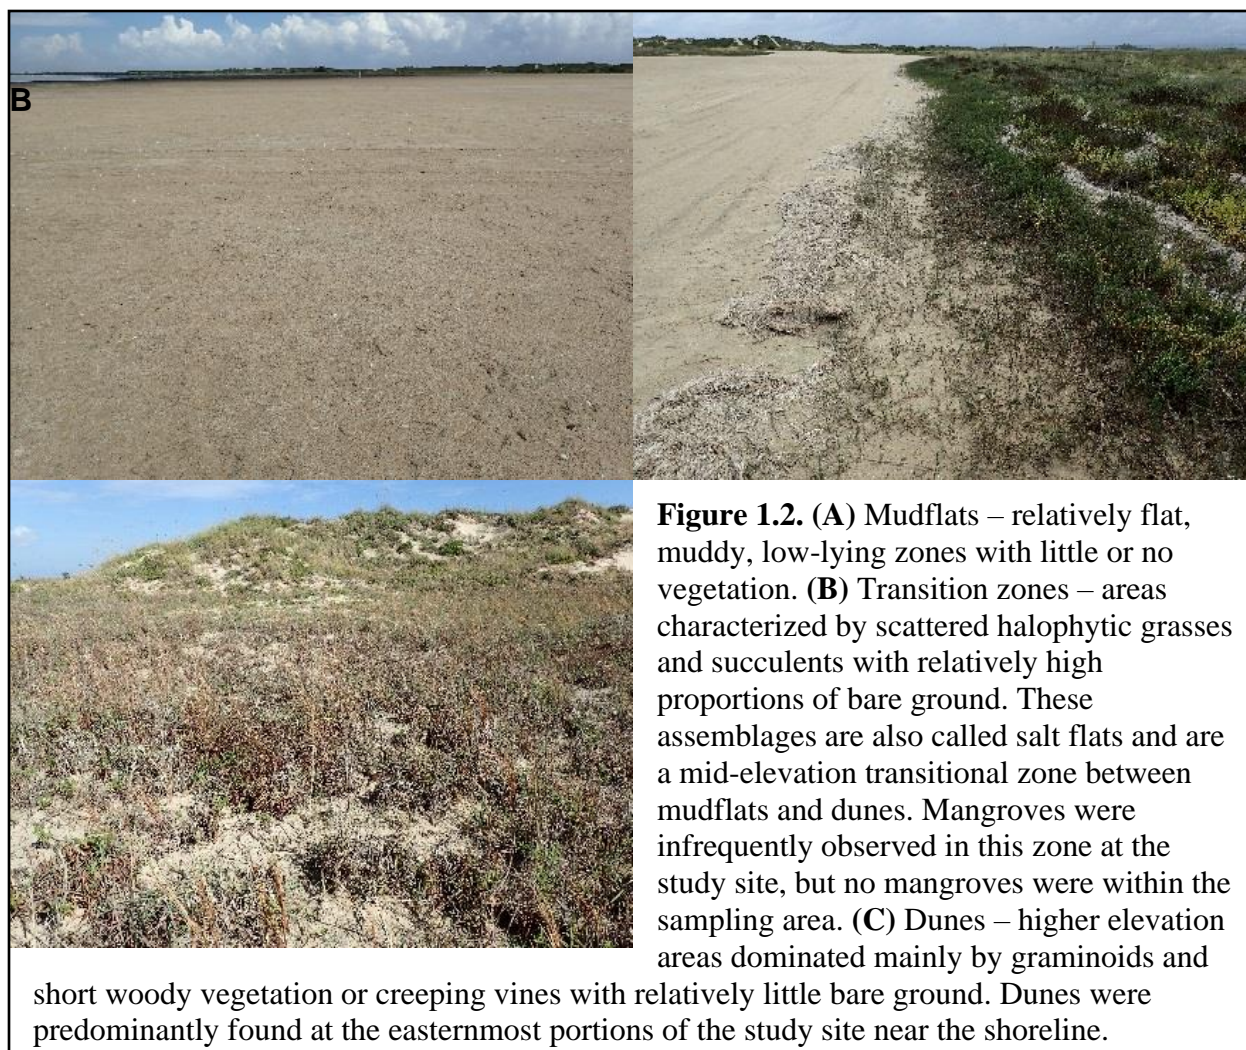 B
Figure 1.2. (A) Mudflats – relatively flat,
muddy, low-lying zones with little or no
vegetation. (B) Transition zones – areas
characterized by scattered halophytic grasses
and succulents with relatively high
proportions of bare ground. These
assemblages are also called salt flats and are
a mid-elevation transitional zone between
mudflats and dunes. Mangroves were
infrequently observed in this zone at the
study site, but no mangroves were within the
sampling area. (C) Dunes – higher elevation
areas dominated mainly by graminoids and
short woody vegetation or creeping vines with relatively little bare ground. Dunes were
predominantly found at the easternmost portions of the study site near the shoreline.